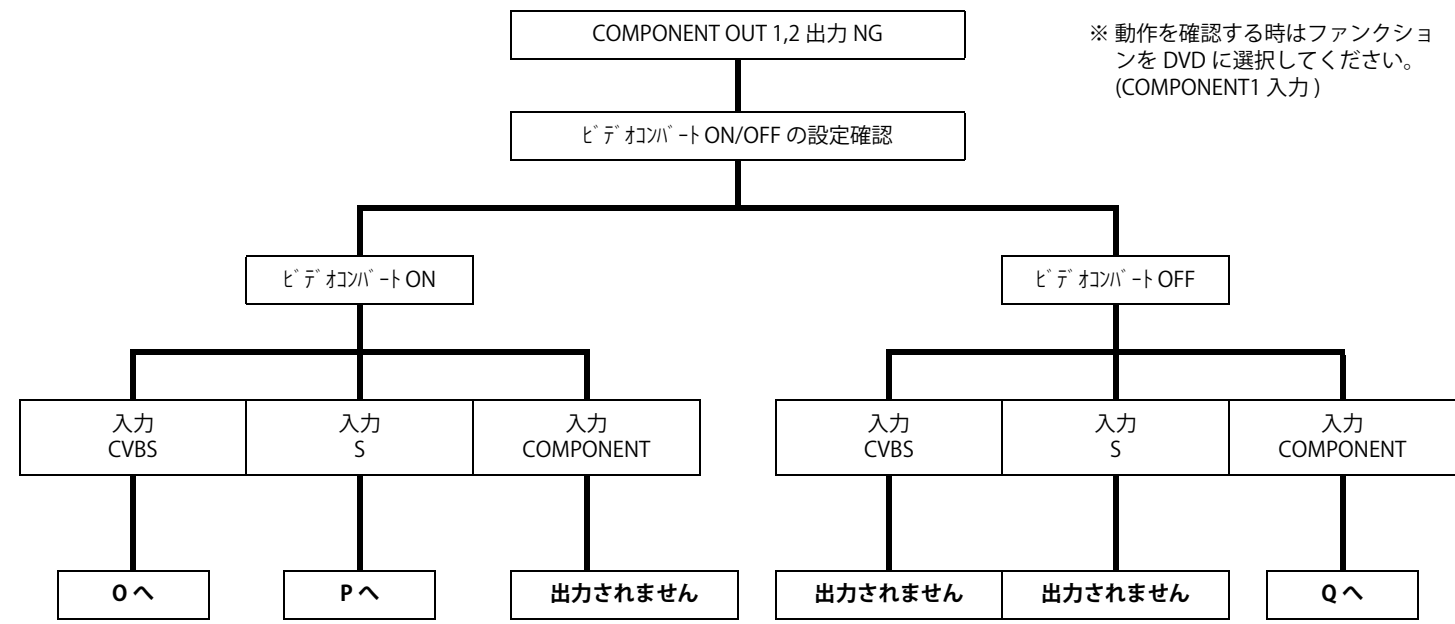 COMPONENT OUT 1,2 出力 NG
※ 動作を確認する時はファンクショ
ンを DVD に選択してください。
(COMPONENT1 入力 )
ﾋﾞﾃﾞｵｺﾝﾊﾞｰﾄ ON/OFF の設定確認
ﾋﾞﾃﾞｵｺﾝﾊﾞｰﾄ ON
ﾋﾞﾃﾞｵｺﾝﾊﾞｰﾄ OFF
入力
CVBS
入力
S
入力
COMPONENT
入力
CVBS
入力
S
入力
COMPONENT
O へ
P へ
出力されません
出力されません
出力されません
Q へ